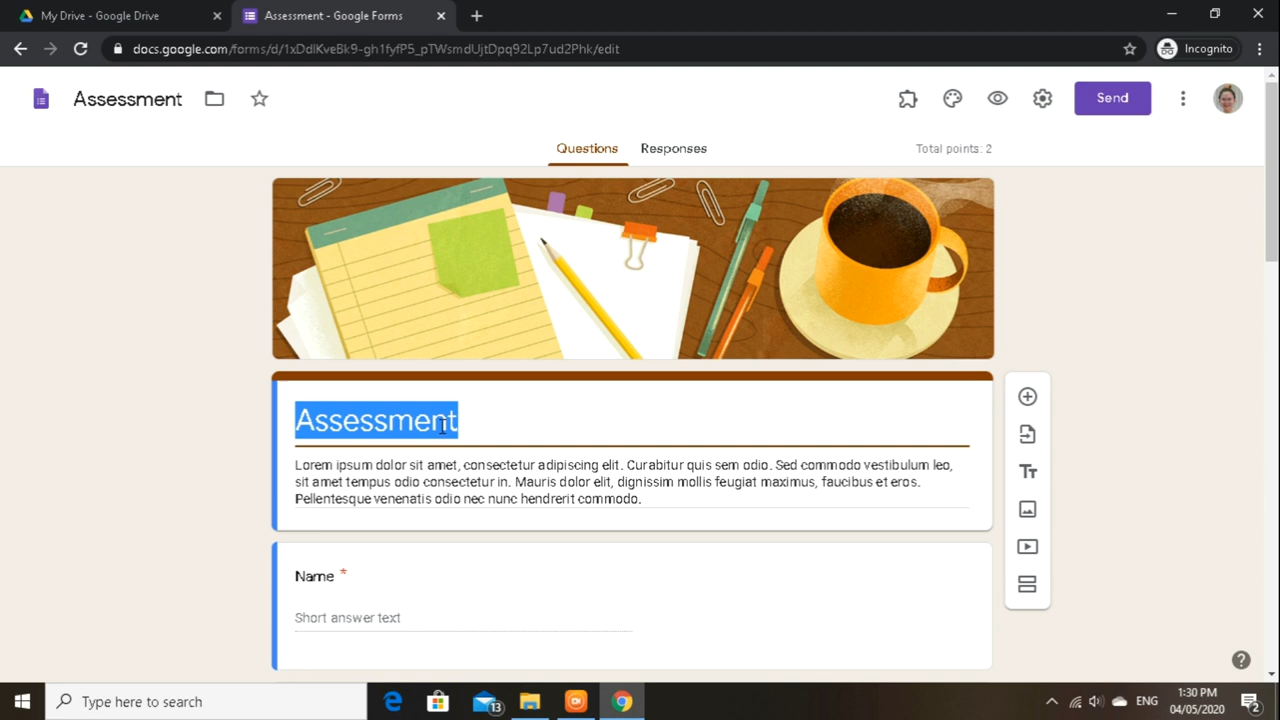 My Drive - Google Drive
Assessment - Google Forms
docs.google.com/forms/d/1xDdlKveBk9-gh1fyfP5_pTWsmdUjtDpq92Lp7ud2Phk/edit
Incognito
Assessment
Send
Questions
Responses
Total points: 2
Assessment
Lorem ipsum dolor sit amet, consectetur adipiscing elit. Curabitur quis sem odio. Sed commodo vestibulum leo,
sit amet tempus odio consectetur in. Mauris dolor elit, dignissim mollis feugiat maximus, faucibus et eros.
Pellentesque venenatis odio nec nunc hendrerit commodo.
Name *
Short answer text
Type here to search
13
ENG
1:30 PM
04/05/2020
2